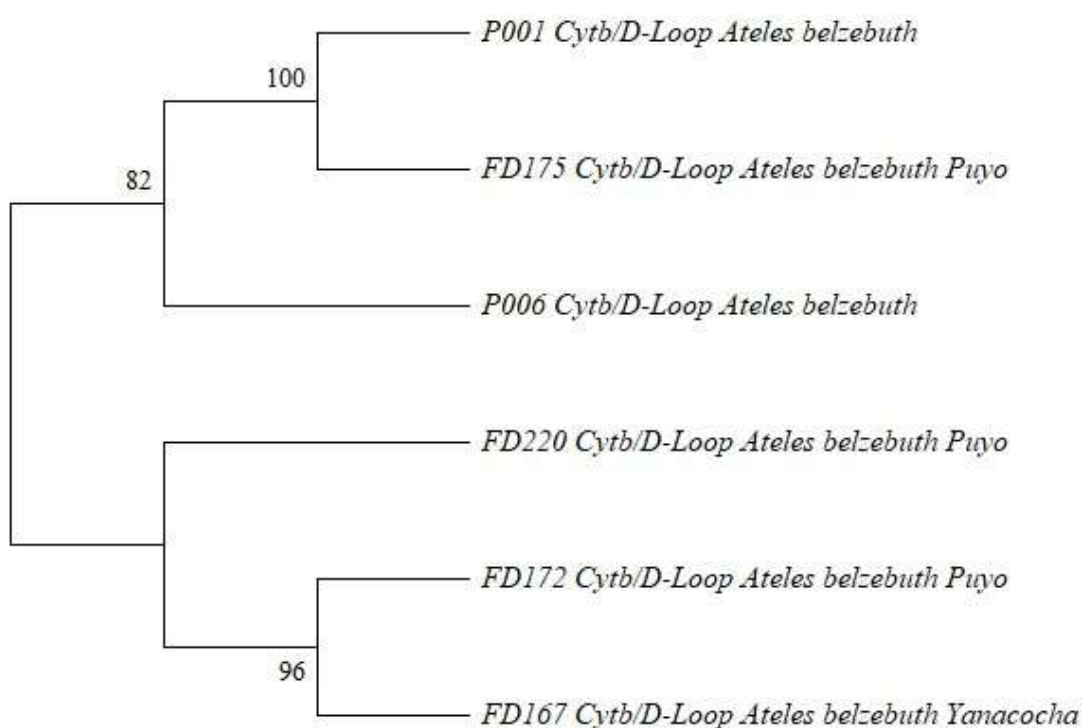 P001 Cytb/D-Loop Ateles belzebuth
100
FD175 Cytb/D-Loop Ateles belzebuth Puyo
82
P006 Cytb/D-Loop Ateles belzebuth
FD220 Cytb/D-Loop Ateles belzebuth Puyo
FD172 Cytb/D-Loop Ateles belzebuth Puyo
96
FD167 Cytb/D-Loop Ateles belzebuth Yanacocha